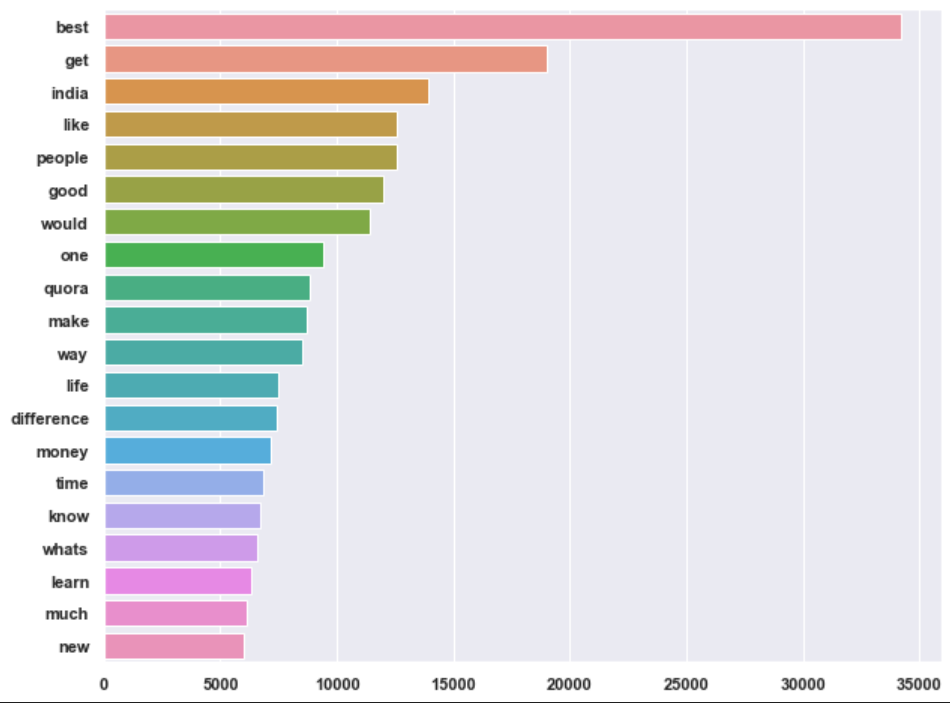 best
get
india
like
people
good
would
one
quora
make
way
life
difference
money
time
know
whats
learn
much
new
0 5000 10000 15000 20000 25000 30000 35000